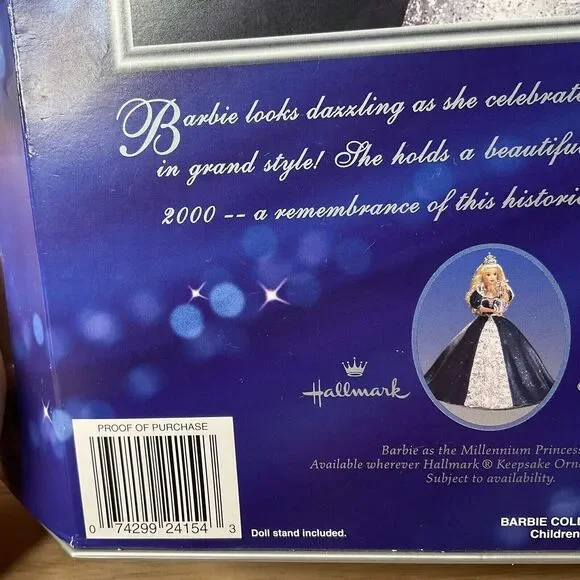 Barbie looks dazzling as she celebrat
in grand style! She holds a beautiful
2000 -- a remembrance of this histori
Hallmark
Barbie as the Millennium Princess
Available wherever Hallmark ® Keepsake Orna
Subject to availability.
PROOF OF PURCHASE
0 74299 24154 3
Doll stand included.
BARBIE COLL
Children